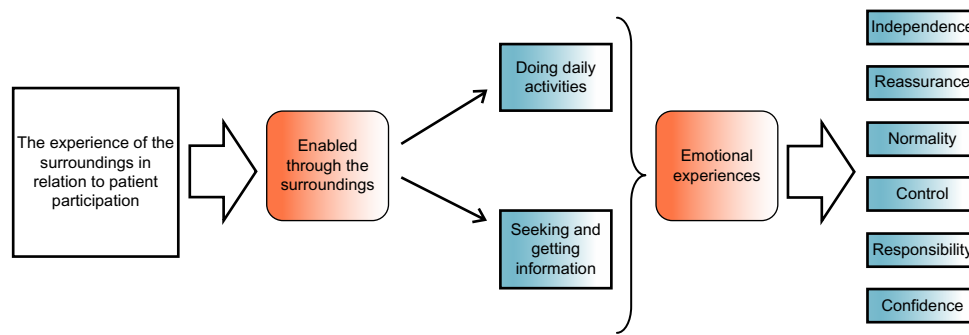 The experience of the
surroundings in
relation to patient
participation
Enabled
through the
surroundings
Doing daily
activities
Seeking and
getting
information
Emotional
experiences
Independence
Reassurance
Normality
Control
Responsibility
Confidence